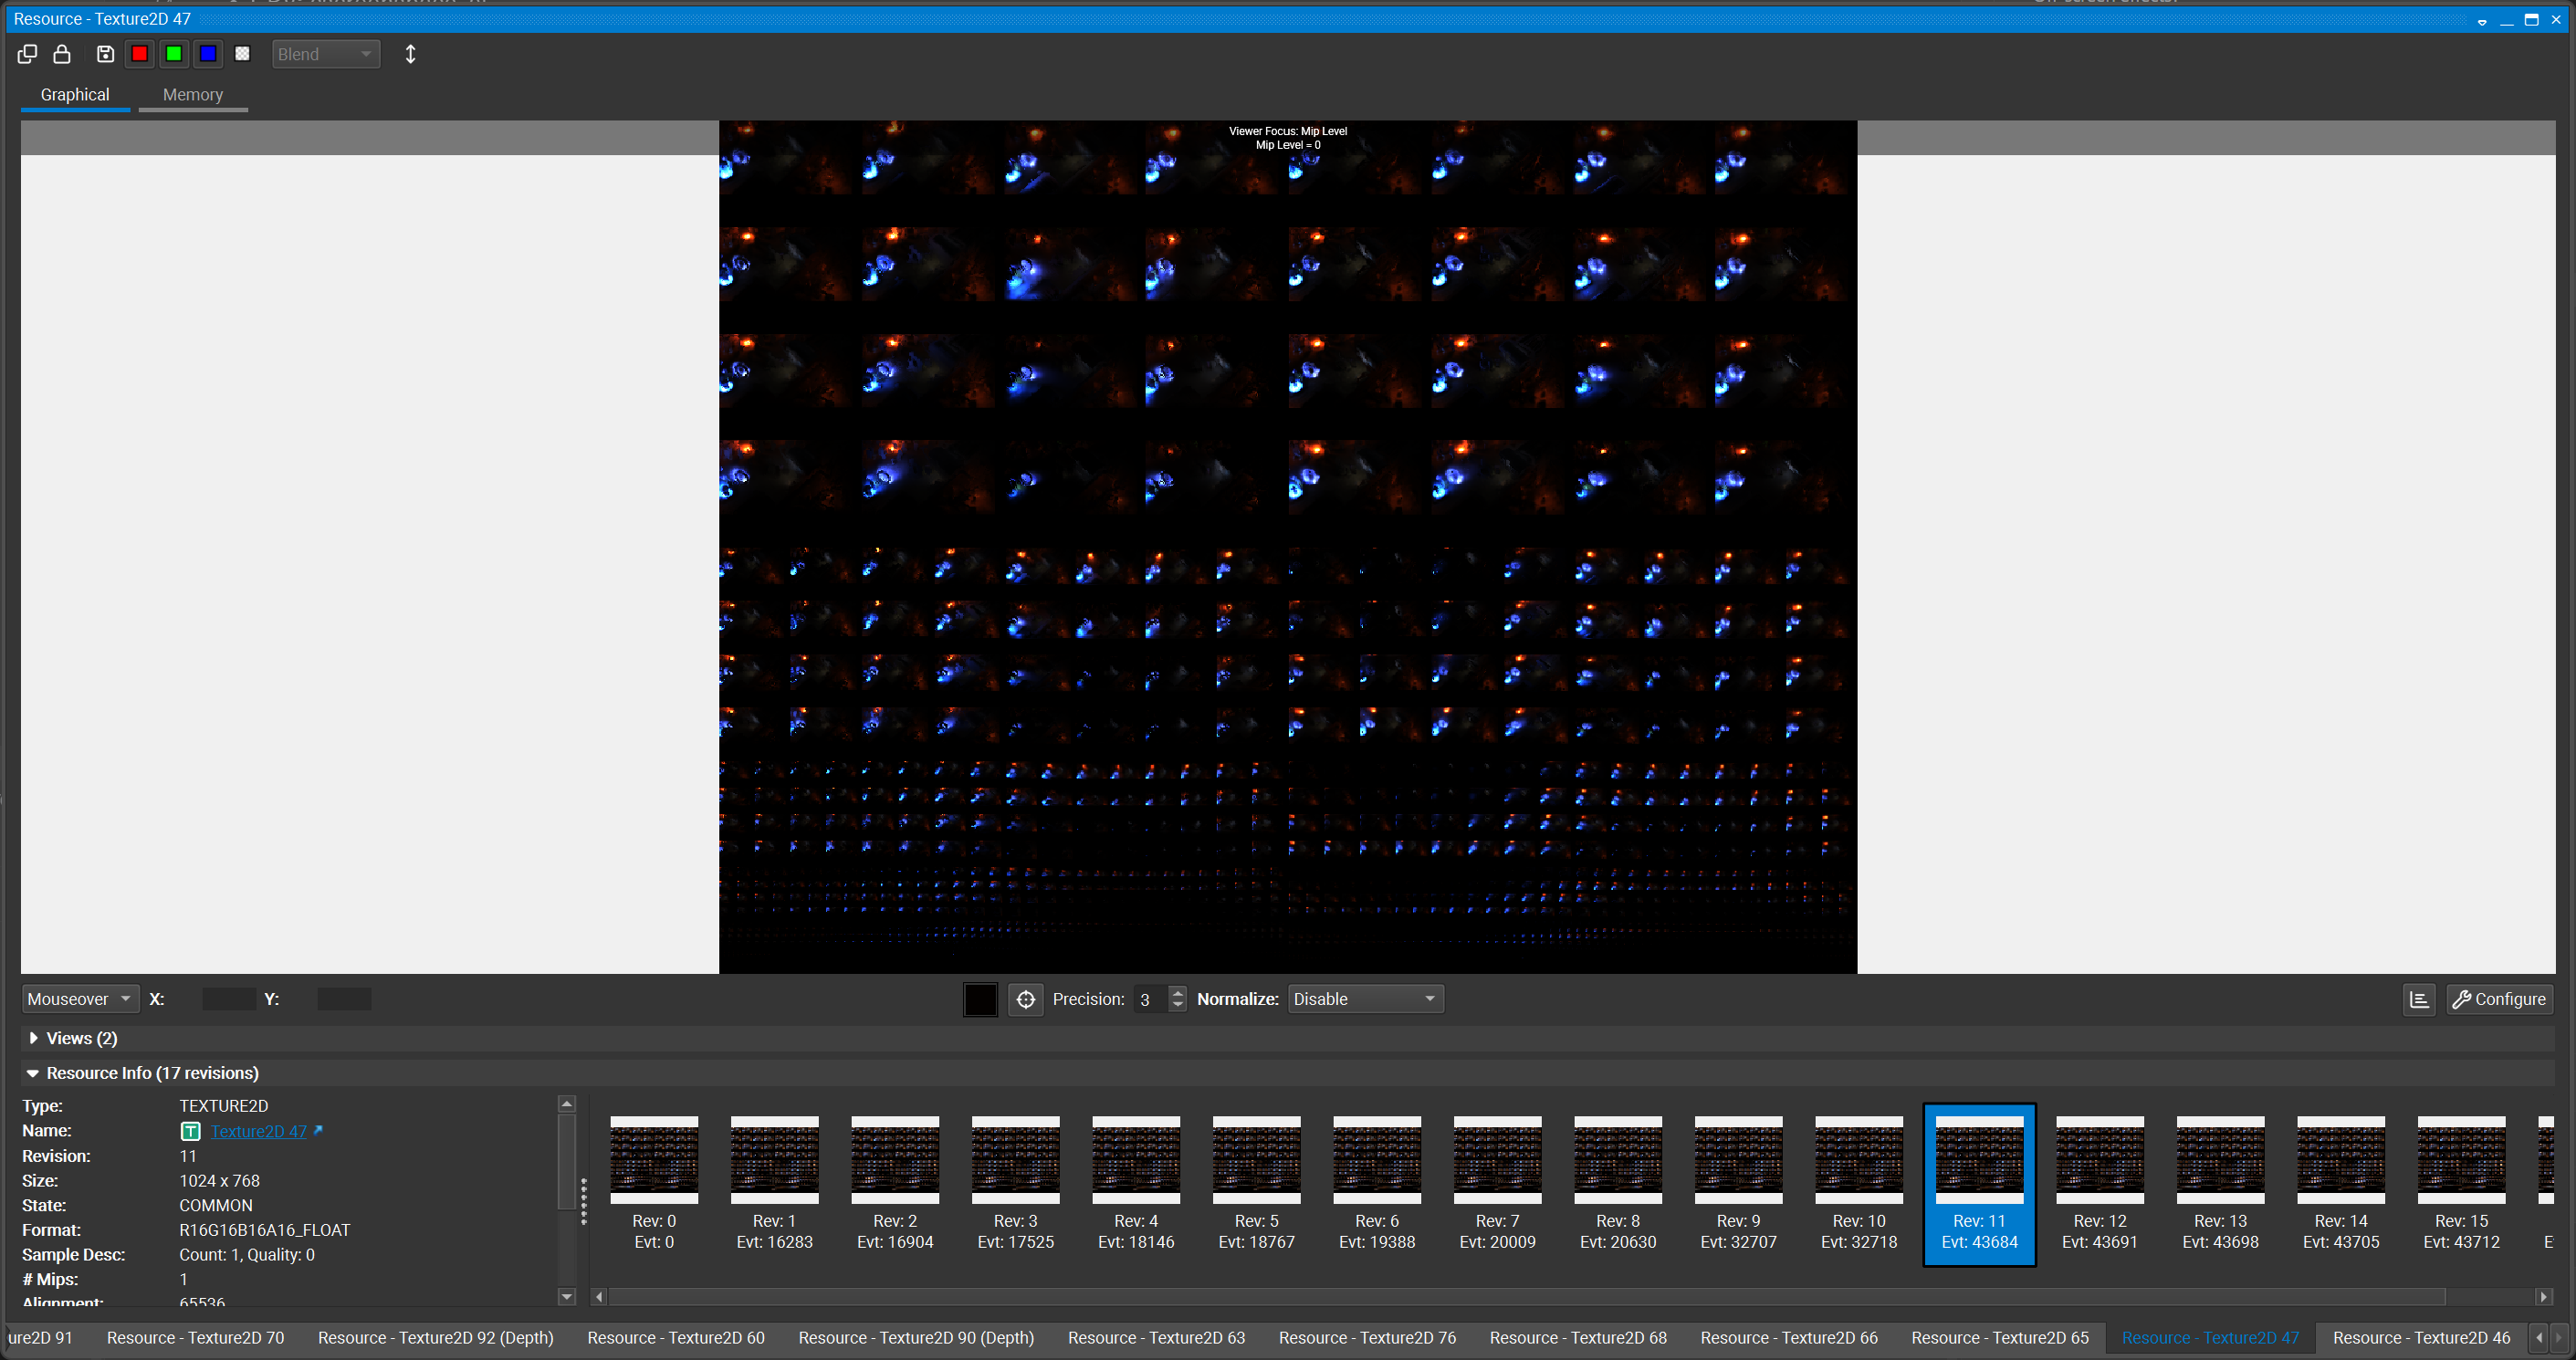 Resource - Texture2D 47
Blend
Graphical
Memory
Viewer Focus: Mip Level
Mip Level = 0
Mouseover X: Y:
Precision: 3 Normalize: Disable
Configure
Views (2)
Resource Info (17 revisions)
Type: TEXTURE2D
Name: T Texture2D 47
Revision: 11
Size: 1024 x 768
State: COMMON
Format: R16G16B16A16_FLOAT
Sample Desc: Count: 1, Quality: 0
# Mips: 1
Alignment: 65536
Rev: 0
Evt: 0
Rev: 1
Evt: 16283
Rev: 2
Evt: 16904
Rev: 3
Evt: 17525
Rev: 4
Evt: 18146
Rev: 5
Evt: 18767
Rev: 6
Evt: 19388
Rev: 7
Evt: 20009
Rev: 8
Evt: 20630
Rev: 9
Evt: 32707
Rev: 10
Evt: 32718
Rev: 11
Evt: 43684
Rev: 12
Evt: 43691
Rev: 13
Evt: 43698
Rev: 14
Evt: 43705
Rev: 15
Evt: 43712
E
ure2D 91
Resource - Texture2D 70
Resource - Texture2D 92 (Depth)
Resource - Texture2D 60
Resource - Texture2D 90 (Depth)
Resource - Texture2D 63
Resource - Texture2D 76
Resource - Texture2D 68
Resource - Texture2D 66
Resource - Texture2D 65
Resource - Texture2D 47
Resource - Texture2D 46